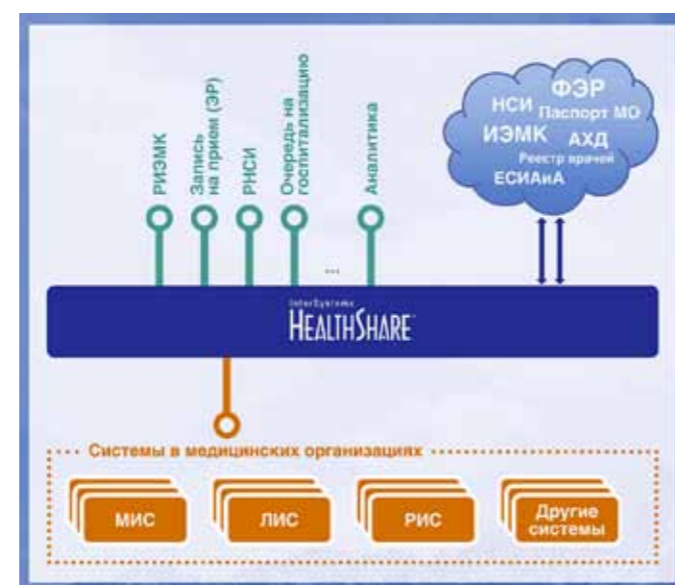 РИЭМК
Запись
на прием (ЭР)
РНСИ
Очередь на
госпитализацию
...
Аналитика
ФЭР
НСИ
Паспорт МО
ИЭМК
АХД
Реестр врачей
ЕСИАиА
InterSystems
HEALTHSHARE
Системы в медицинских организациях
МИС
ЛИС
РИС
Другие
системы